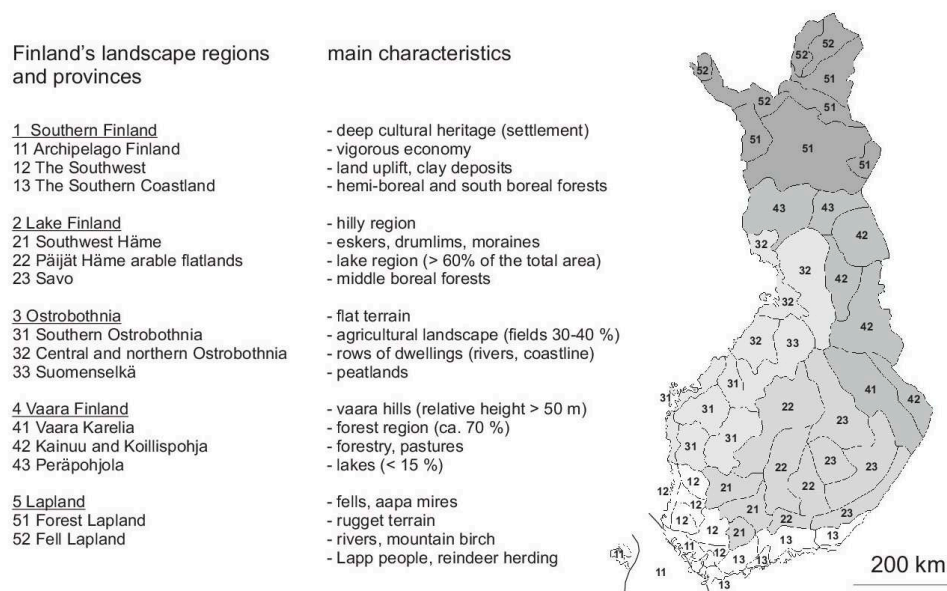 Finland's landscape regions
and provinces
main characteristics
1 Southern Finland
- deep cultural heritage (settlement)
11 Archipelago Finland
- vigorous economy
12 The Southwest
- land uplift, clay deposits
13 The Southern Coastland
- hemi-boreal and south boreal forests
2 Lake Finland
- hilly region
21 Southwest Häme
- eskers, drumlims, moraines
22 Päijät Häme arable flatlands
- lake region (> 60% of the total area)
23 Savo
- middle boreal forests
3 Ostrobothnia
- flat terrain
31 Southern Ostrobothnia
- agricultural landscape (fields 30-40 %)
32 Central and northern Ostrobothnia
- rows of dwellings (rivers, coastline)
33 Suomenselkä
- peatlands
4 Vaara Finland
- vaara hills (relative height > 50 m)
41 Vaara Karelia
- forest region (ca. 70 %)
42 Kainuu and Koillispohja
- forestry, pastures
43 Peräpohjola
- lakes (< 15 %)
5 Lapland
- fells, aapa mires
51 Forest Lapland
- rugget terrain
52 Fell Lapland
- rivers, mountain birch
- Lapp people, reindeer herding
52
52
52
51
52
51
51
51
51
43
43
42
32
32
42
32
42
32
33
31
31
41
42
31
22
23
31
31
22
23
23
12
12
21
22
12
21
22
23
12
12
21
13
13
11
11
12
13
13
11
13
200 km